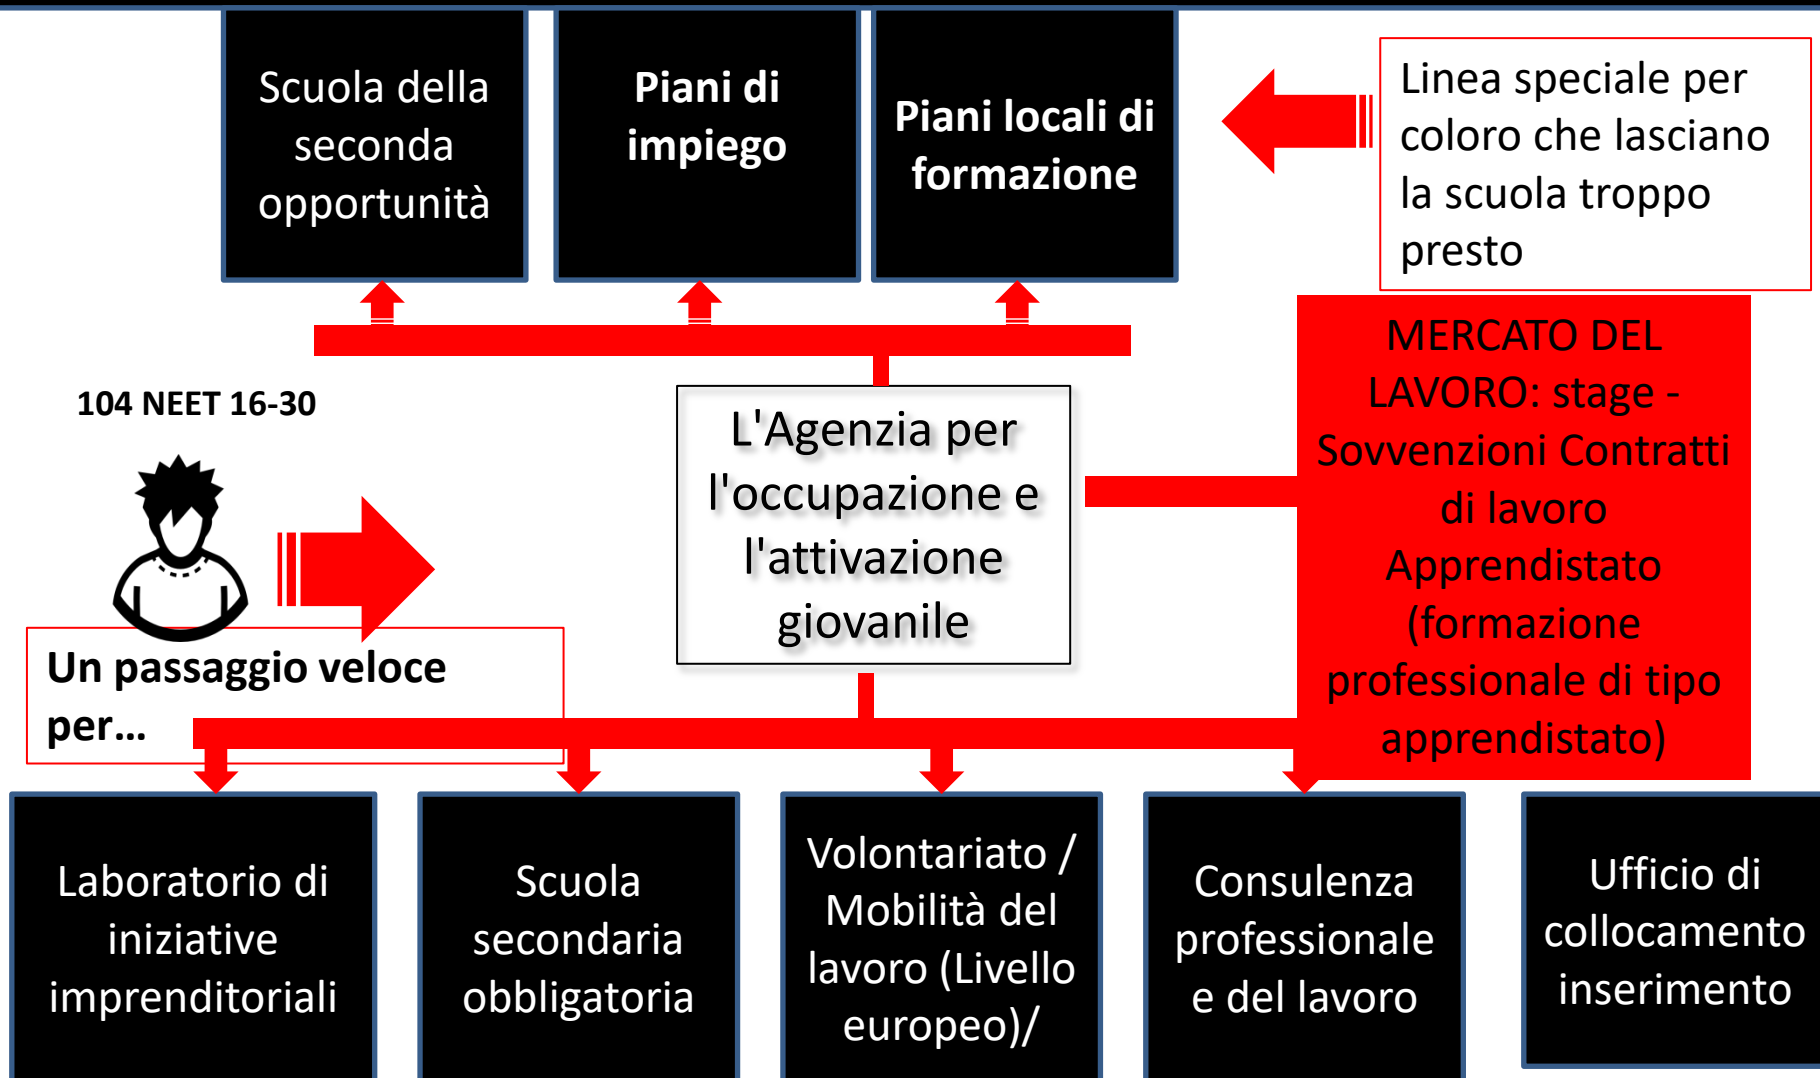 Scuola della
seconda
opportunità
Piani di
impiego
Piani locali di
formazione
Linea speciale per
coloro che lasciano
la scuola troppo
presto
104 NEET 16-30
L'Agenzia per
l'occupazione e
l'attivazione
giovanile
MERCATO DEL
LAVORO: stage -
Sovvenzioni Contratti
di lavoro
Apprendistato
(formazione
professionale di tipo
apprendistato)
Un passaggio veloce
per...
Laboratorio di
iniziative
imprenditoriali
Scuola
secondaria
obbligatoria
Volontariato /
Mobilità del
lavoro (Livello
europeo)/
Consulenza
professionale
e del lavoro
Ufficio di
collocamento
inserimento